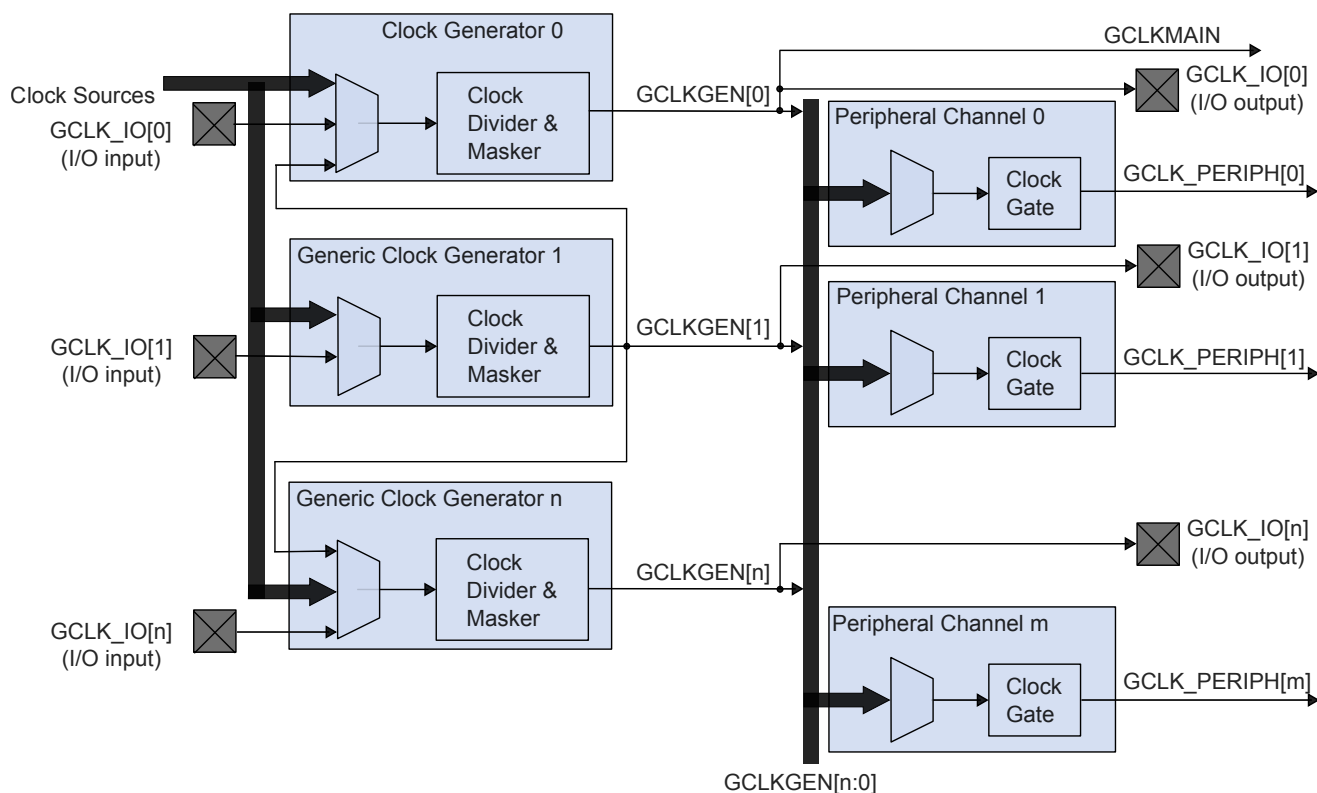 Clock Generator 0
GCLKMAIN
Clock Sources
GCLK_IO[0]
(I/O input)
Clock
Divider &
Masker
GCLKGEN[0]
GCLK_IO[0]
(I/O output)
Peripheral Channel 0
Clock
Gate
GCLK_PERIPH[0]
Generic Clock Generator 1
GCLK_IO[1]
(I/O input)
Clock
Divider &
Masker
GCLKGEN[1]
GCLK_IO[1]
(I/O output)
Peripheral Channel 1
Clock
Gate
GCLK_PERIPH[1]
Generic Clock Generator n
GCLK_IO[n]
(I/O input)
Clock
Divider &
Masker
GCLKGEN[n]
GCLK_IO[n]
(I/O output)
Peripheral Channel m
Clock
Gate
GCLK_PERIPH[m]
GCLKGEN[n:0]